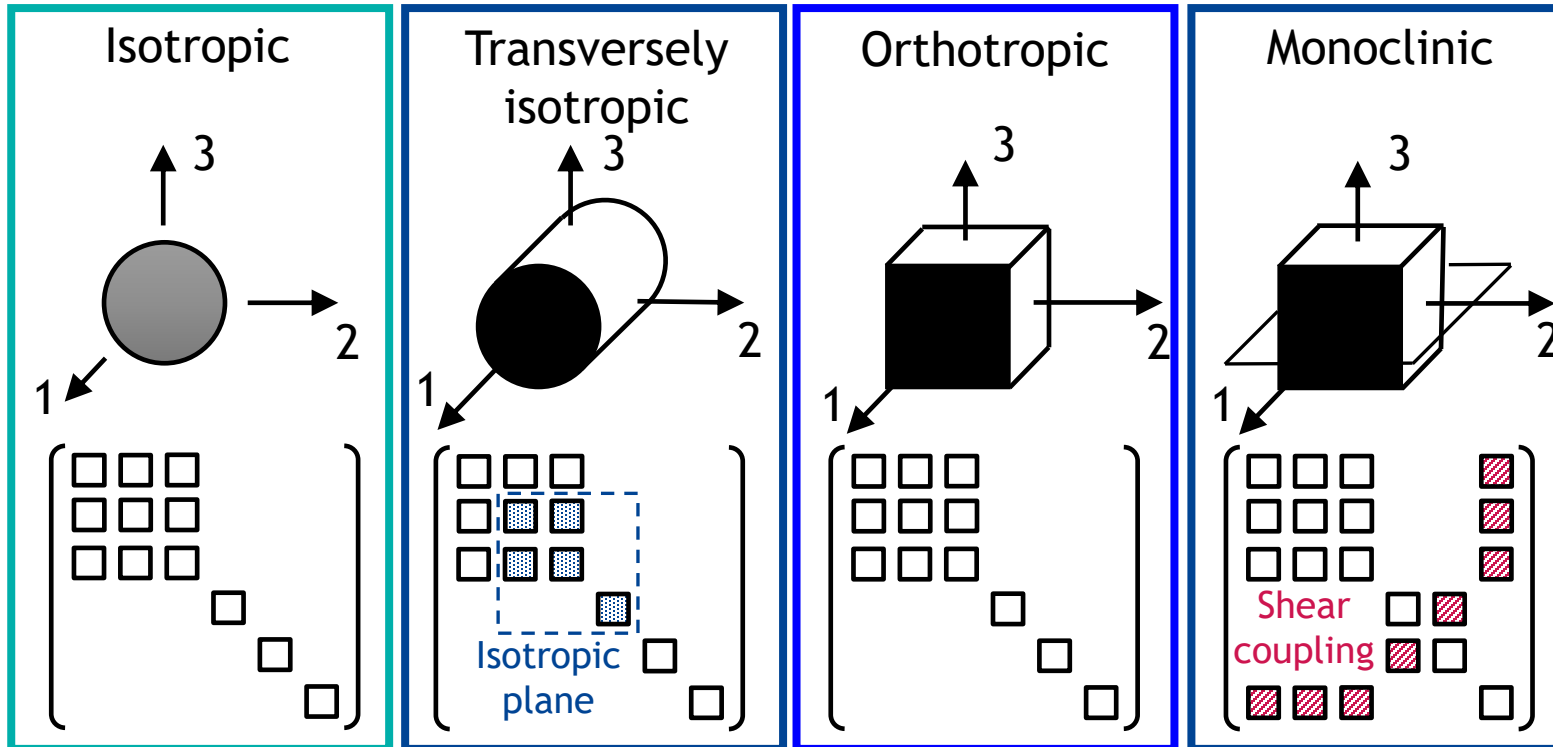 Isotropic
3
2
1
Transversely
isotropic
3
2
1
Isotropic
plane
Orthotropic
3
2
1
Monoclinic
3
2
1
Shear
coupling